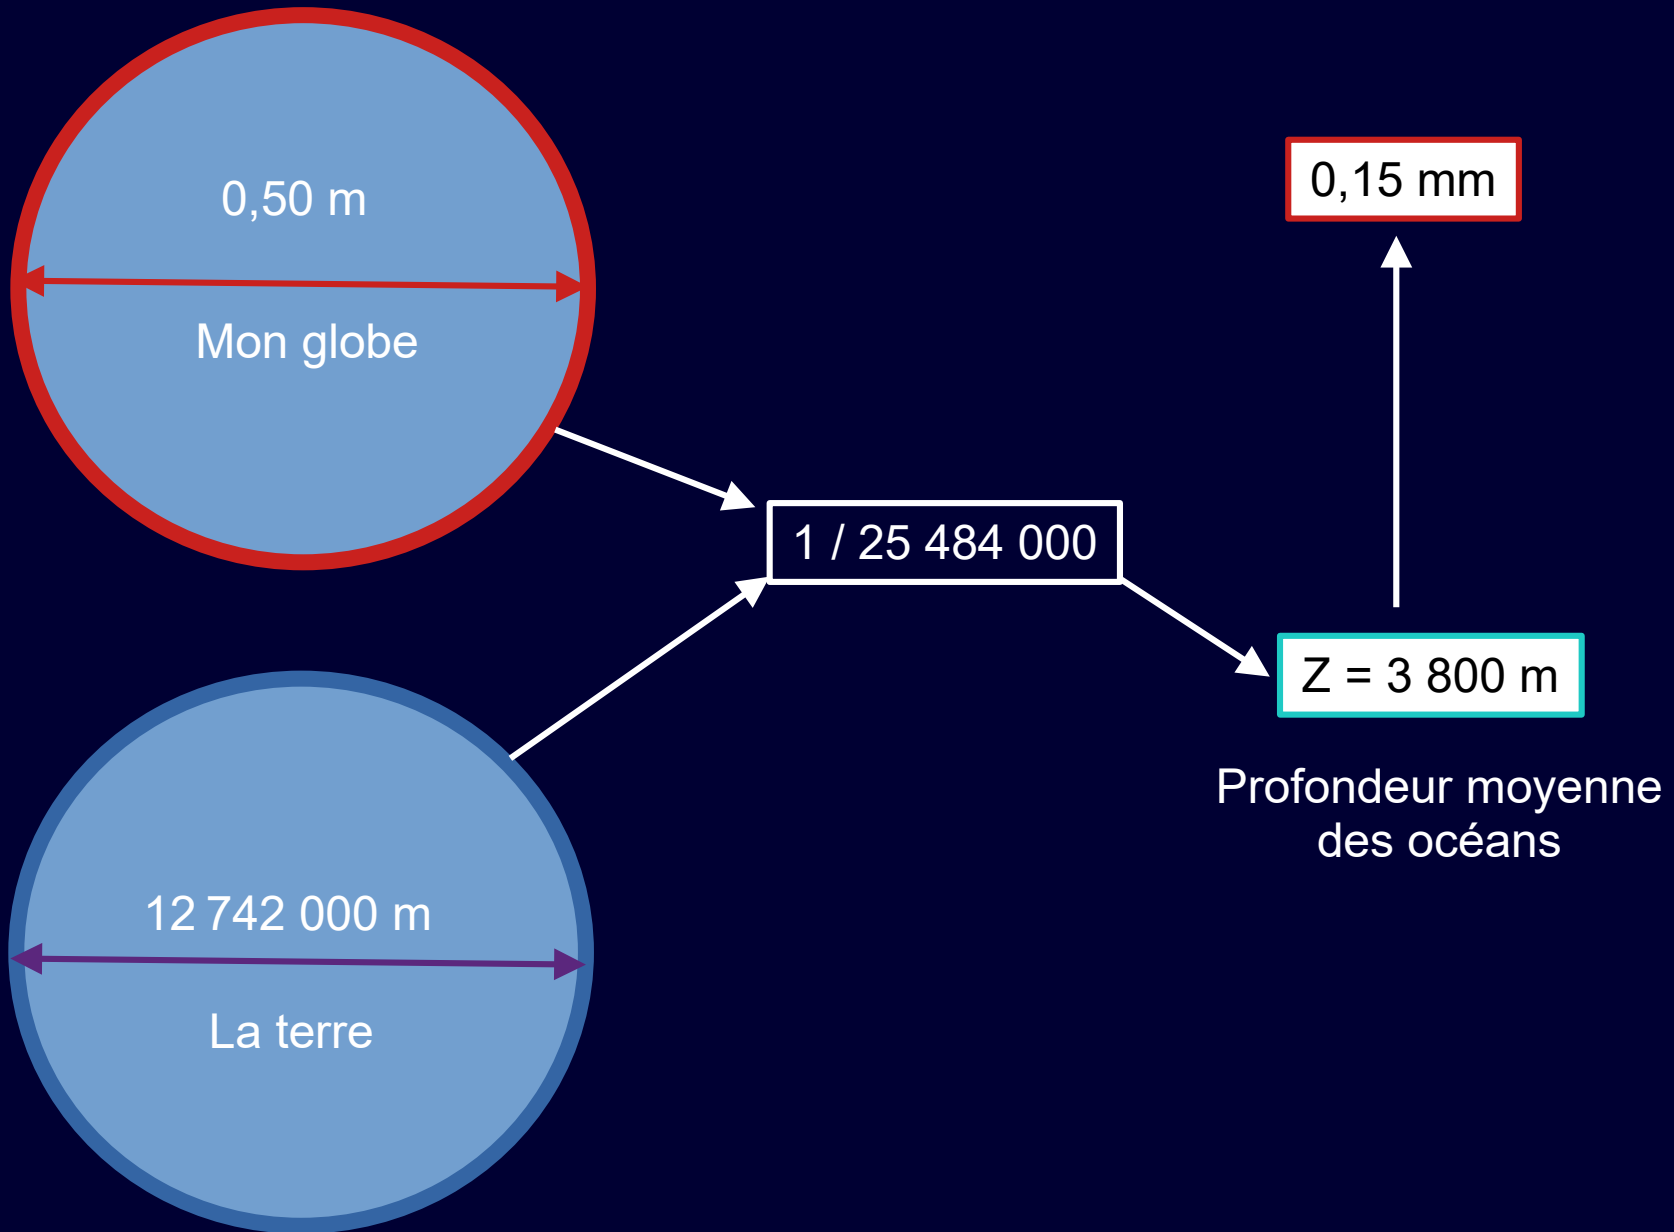 0,50 m
Mon globe
0,15 mm
1 / 25 484 000
Z = 3 800 m
Profondeur moyenne
des océans
12 742 000 m
La terre